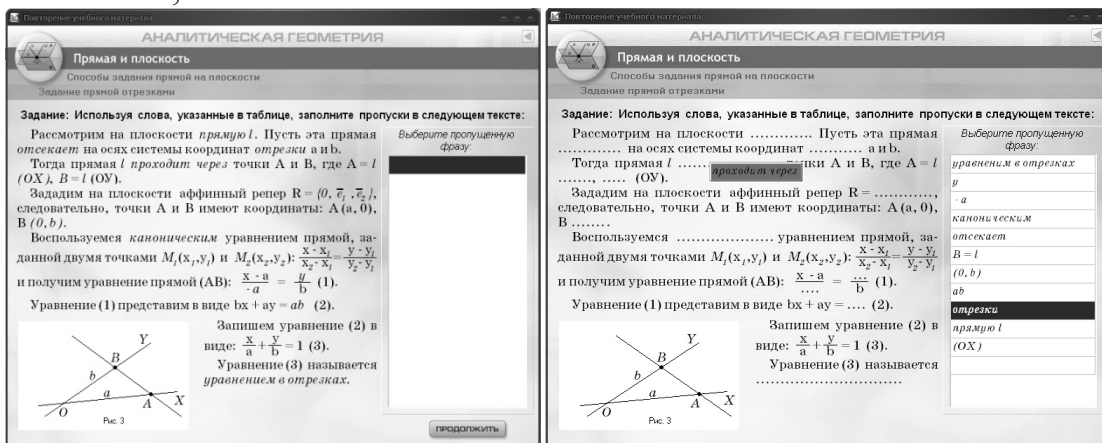 Повторение учебного материала
АНАЛИТИЧЕСКАЯ ГЕОМЕТРИЯ
Прямая и плоскость
Способы задания прямой на плоскости
Задание прямой отрезками
Задание: Используя слова, указанные в таблице, заполните пропуски в следующем тексте:
Рассмотрим на плоскости прямую l. Пусть эта прямая
отсекает на осях системы координат отрезки a и b.
Тогда прямая l проходит через точки A и B, где A = l
(OX), B = l (ОУ).
Зададим на плоскости аффинный репер R = {0, e̅₁, e̅₂},
следовательно, точки A и B имеют координаты: A (a, 0),
B (0, b).
Воспользуемся каноническим уравнением прямой, за-
данной двумя точками M₁(x₁,y₁) и M₂(x₂,y₂): (x - x₁)/(x₂ - x₁) = (y - y₁)/(y₂ - y₁)
и получим уравнение прямой (AB): (x - a)/(- a) = y/b (1).
Уравнение (1) представим в виде bx + ay = ab (2).
Запишем уравнение (2) в
виде: x/a + y/b = 1 (3).
Уравнение (3) называется
уравнением в отрезках.
Y
B
b
a
O
A
X
Рис. 3
Выберите пропущенную
фразу:
ПРОДОЛЖИТЬ
Повторение учебного материала
АНАЛИТИЧЕСКАЯ ГЕОМЕТРИЯ
Прямая и плоскость
Способы задания прямой на плоскости
Задание прямой отрезками
Задание: Используя слова, указанные в таблице, заполните пропуски в следующем тексте:
Рассмотрим на плоскости ............. Пусть эта прямая
............. на осях системы координат ............ a и b.
Тогда прямая l ....... проходит через точки A и B, где A = l
......., ..... (ОУ).
Зададим на плоскости аффинный репер R = ............,
следовательно, точки A и B имеют координаты: A (a, 0),
B ........
Воспользуемся .................... уравнением прямой, за-
данной двумя точками M₁(x₁,y₁) и M₂(x₂,y₂): (x - x₁)/(x₂ - x₁) = (y - y₁)/(y₂ - y₁)
и получим уравнение прямой (AB): (x - a)/.... = .../b (1).
Уравнение (1) представим в виде bx + ay = .... (2).
Запишем уравнение (2) в
виде: x/a + y/b = 1 (3).
Уравнение (3) называется
..............................
Y
B
b
a
O
A
X
Рис. 3
Выберите пропущенную
фразу:
уравненим в отрезках
y
- a
каноническим
отсекает
B = l
(0, b)
ab
отрезки
прямую l
(OX)